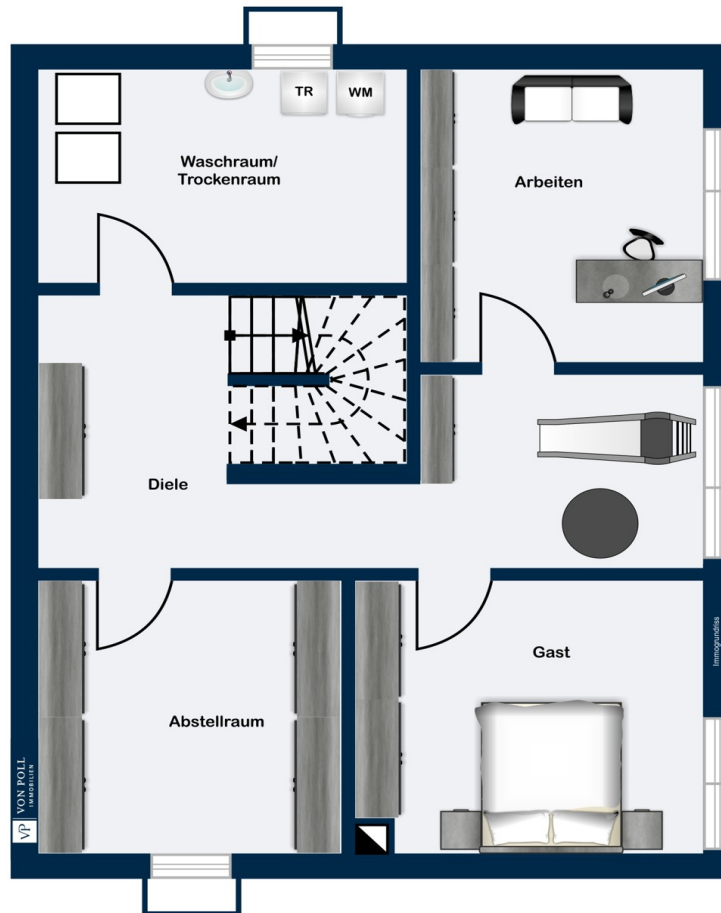 TR
WM
Waschraum/
Trockenraum
Arbeiten
Diele
Gast
Abstellraum
Immogrundriss
VP
VON POLL
IMMOBILIEN